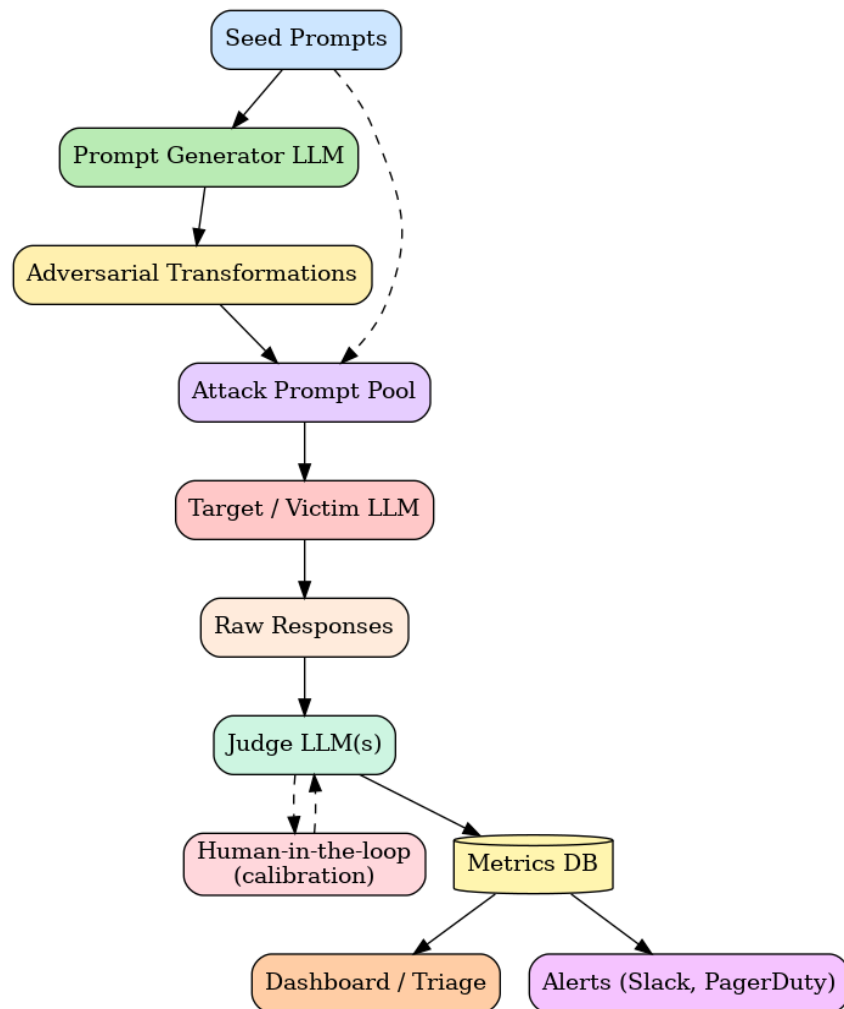 Seed Prompts
Prompt Generator LLM
Adversarial Transformations
Attack Prompt Pool
Target / Victim LLM
Raw Responses
Judge LLM(s)
Human-in-the-loop
(calibration)
Metrics DB
Dashboard / Triage
Alerts (Slack, PagerDuty)